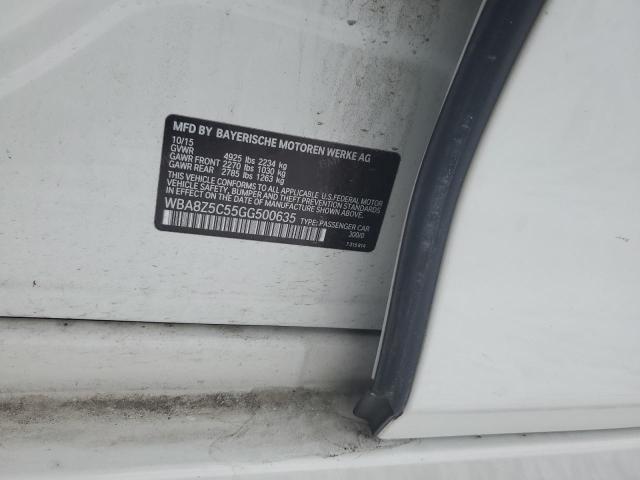 MFD BY BAYERISCHE MOTOREN WERKE AG
10/15
GVWR 4925 lbs 2234 kg
GAWR FRONT 2270 lbs 1030 kg
GAWR REAR 2785 lbs 1263 kg
THIS VEHICLE CONFORMS TO ALL APPLICABLE U.S.FEDERAL MOTOR
VEHICLE SAFETY, BUMPER AND THEFT PREVENTION STANDARDS
IN EFFECT ON THE DATE OF MANUFACTURE SHOWN ABOVE.
WBA8Z5C55GG500635
TYPE: PASSENGER CAR
300/0